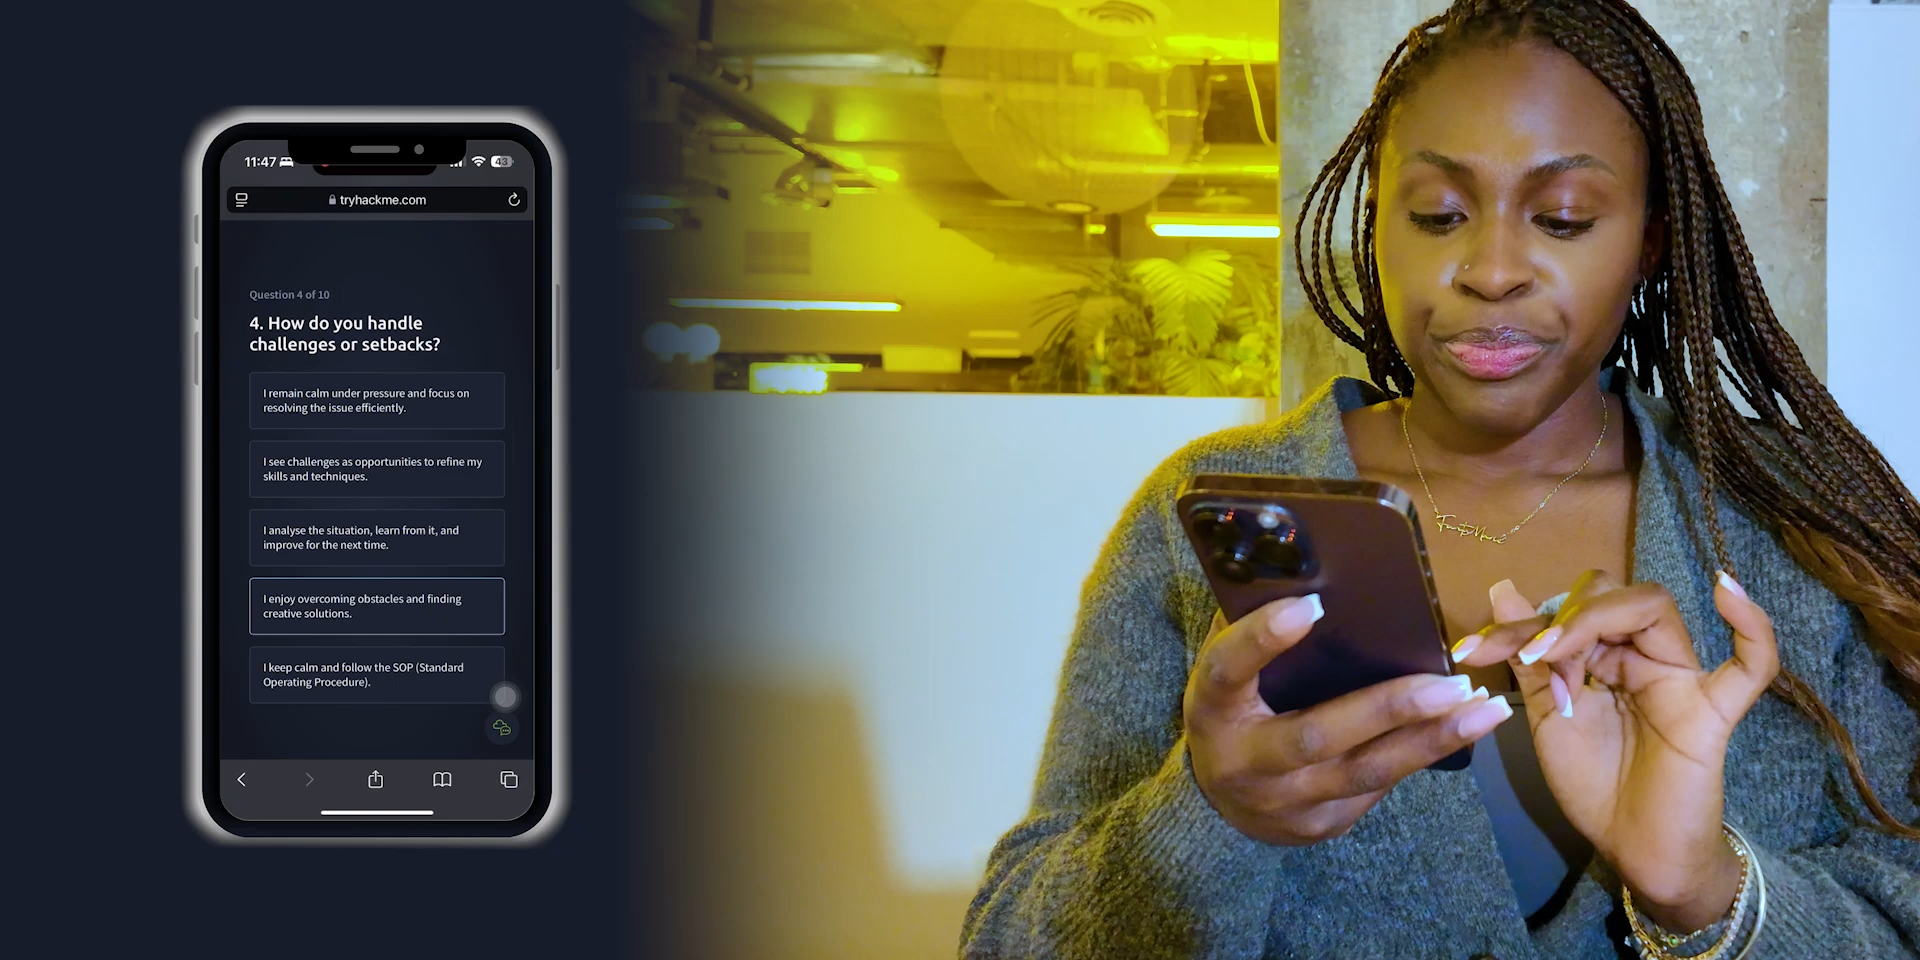 11:47
43
tryhackme.com
Question 4 of 10
4. How do you handle
challenges or setbacks?
I remain calm under pressure and focus on
resolving the issue efficiently.
I see challenges as opportunities to refine my
skills and techniques.
I analyse the situation, learn from it, and
improve for the next time.
I enjoy overcoming obstacles and finding
creative solutions.
I keep calm and follow the SOP (Standard
Operating Procedure).